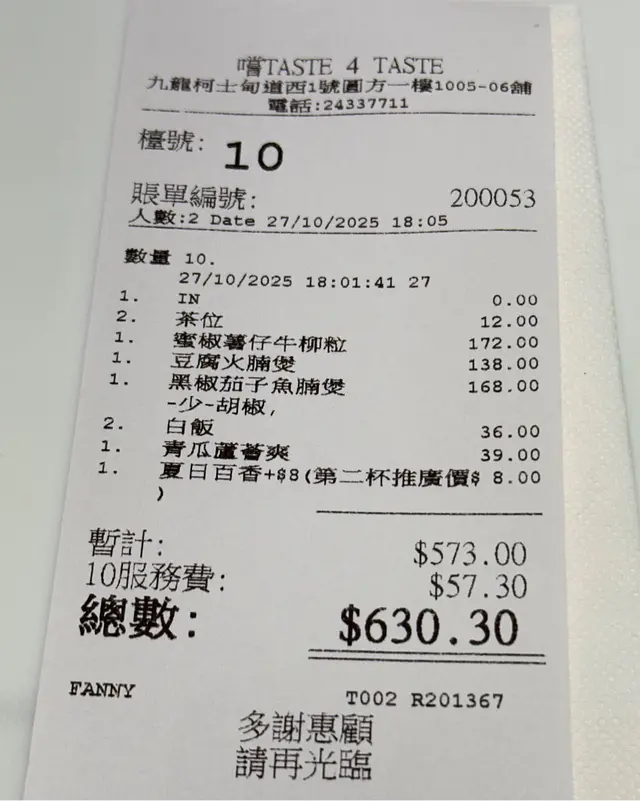 嚐TASTE 4 TASTE
九龍柯士甸道西1號圓方一樓1005-06舖
電話:24337711
檯號: 10
賬單編號: 200053
人數:2 Date 27/10/2025 18:05
數量 10.
27/10/2025 18:01:41 27
1. IN 0.00
2. 茶位 12.00
1. 蜜椒薯仔牛柳粒 172.00
1. 豆腐火腩煲 138.00
1. 黑椒茄子魚腩煲 168.00
-少-胡椒,
2. 白飯 36.00
1. 青瓜蘆薈爽 39.00
1. 夏日百香+$8(第二杯推廣價$ 8.00
)
暫計: $573.00
10服務費: $57.30
總數: $630.30
FANNY T002 R201367
多謝惠顧
請再光臨